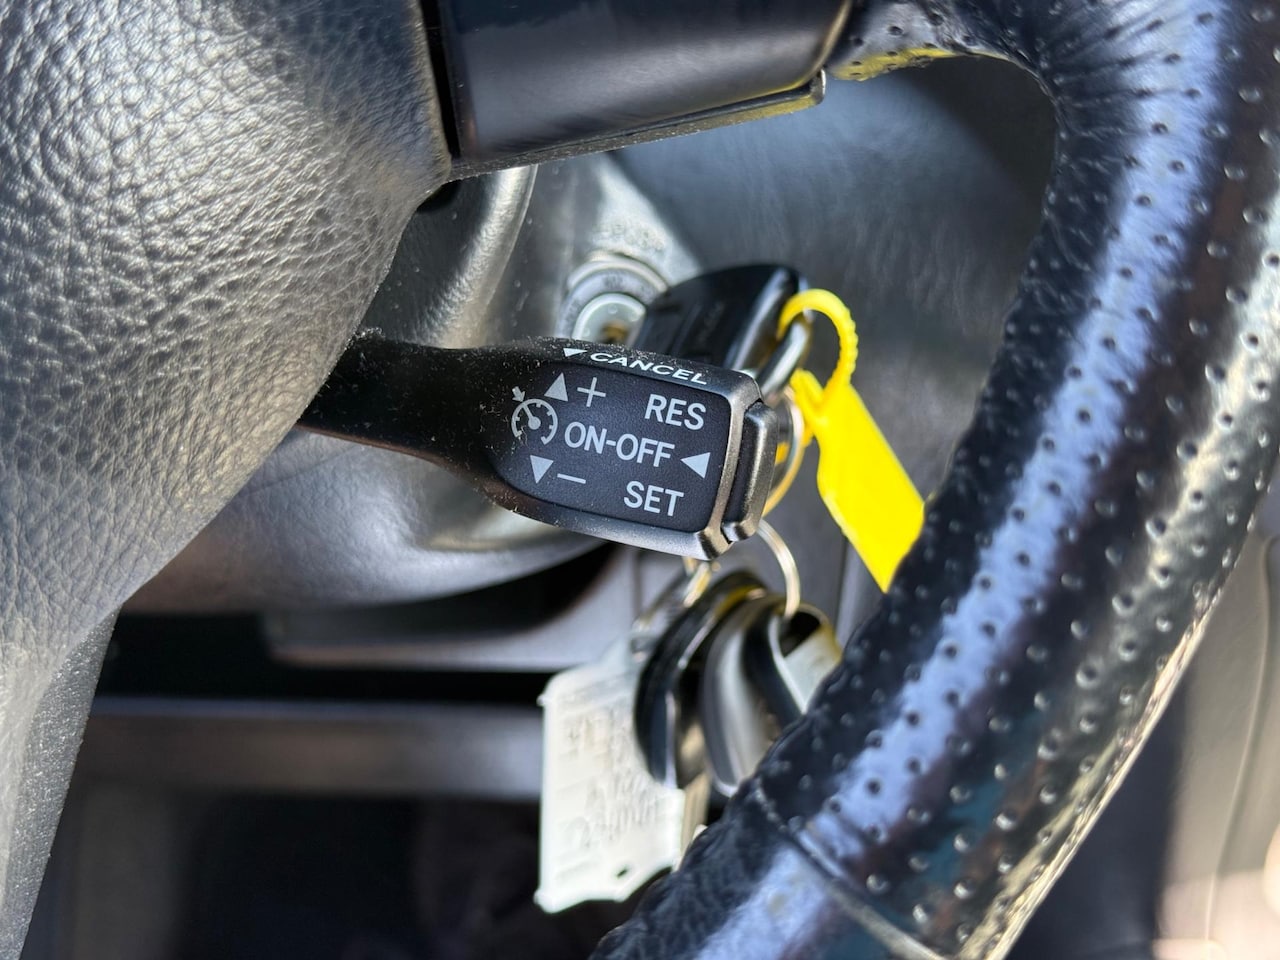 ▼CANCEL
▲+ RES
ON-OFF ◀
▼— SET